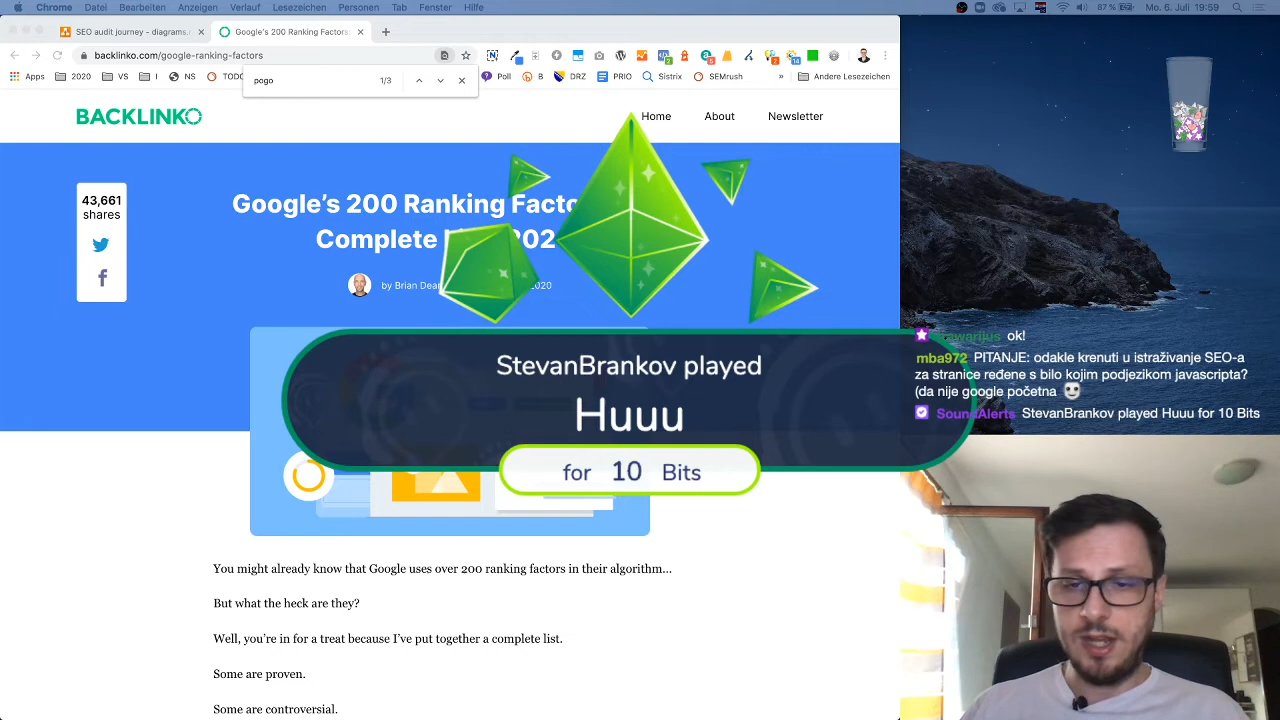 Chrome Datei Bearbeiten Anzeigen Verlauf Lesezeichen Personen Tab Fenster Hilfe
87 % Mo. 6. Juli 19:59
SEO audit journey - diagrams.n
Google's 200 Ranking Factors:
backlinko.com/google-ranking-factors
Apps 2020 VS I NS TODO Poll B DRZ PRIO Sistrix SEMrush » Andere Lesezeichen
pogo 1/3
BACKLINKO
Home About Newsletter
43,661
shares
Google's 200 Ranking Facto
Complete
202
by Brian Dean
2020
StevanBrankov played
Huuu
for 10 Bits
You might already know that Google uses over 200 ranking factors in their algorithm...
But what the heck are they?
Well, you're in for a treat because I've put together a complete list.
Some are proven.
Some are controversial.
ok!
mba972 PITANJE: odakle krenuti u istraživanje SEO-a
za stranice ređene s bilo kojim podjezikom javascripta?
(da nije google početna
SoundAlerts StevanBrankov played Huuu for 10 Bits